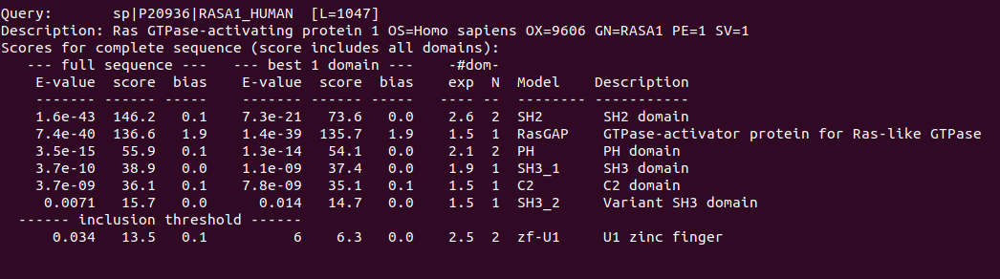 Query:       sp|P20936|RASA1_HUMAN  [L=1047]
Description: Ras GTPase-activating protein 1 OS=Homo sapiens OX=9606 GN=RASA1 PE=1 SV=1
Scores for complete sequence (score includes all domains):
   --- full sequence ---   --- best 1 domain ---    -#dom-
    E-value  score  bias    E-value  score  bias    exp  N  Model    Description
    ------- ------ -----    ------- ------ -----   ---- --  -------- -----------
    1.6e-43  146.2   0.1    7.3e-21   73.6   0.0    2.6  2  SH2       SH2 domain
    7.4e-40  136.6   1.9    1.4e-39  135.7   1.9    1.5  1  RasGAP    GTPase-activator protein for Ras-like GTPase
    3.5e-15   55.9   0.1    1.3e-14   54.1   0.0    2.1  2  PH        PH domain
    3.7e-10   38.9   0.0    1.1e-09   37.4   0.0    1.9  1  SH3_1     SH3 domain
    3.7e-09   36.1   0.1    7.8e-09   35.1   0.1    1.5  1  C2        C2 domain
     0.0071   15.7   0.0      0.014   14.7   0.0    1.5  1  SH3_2     Variant SH3 domain
  ------ inclusion threshold ------
      0.034   13.5   0.1          6    6.3   0.0    2.5  2  zf-U1     U1 zinc finger